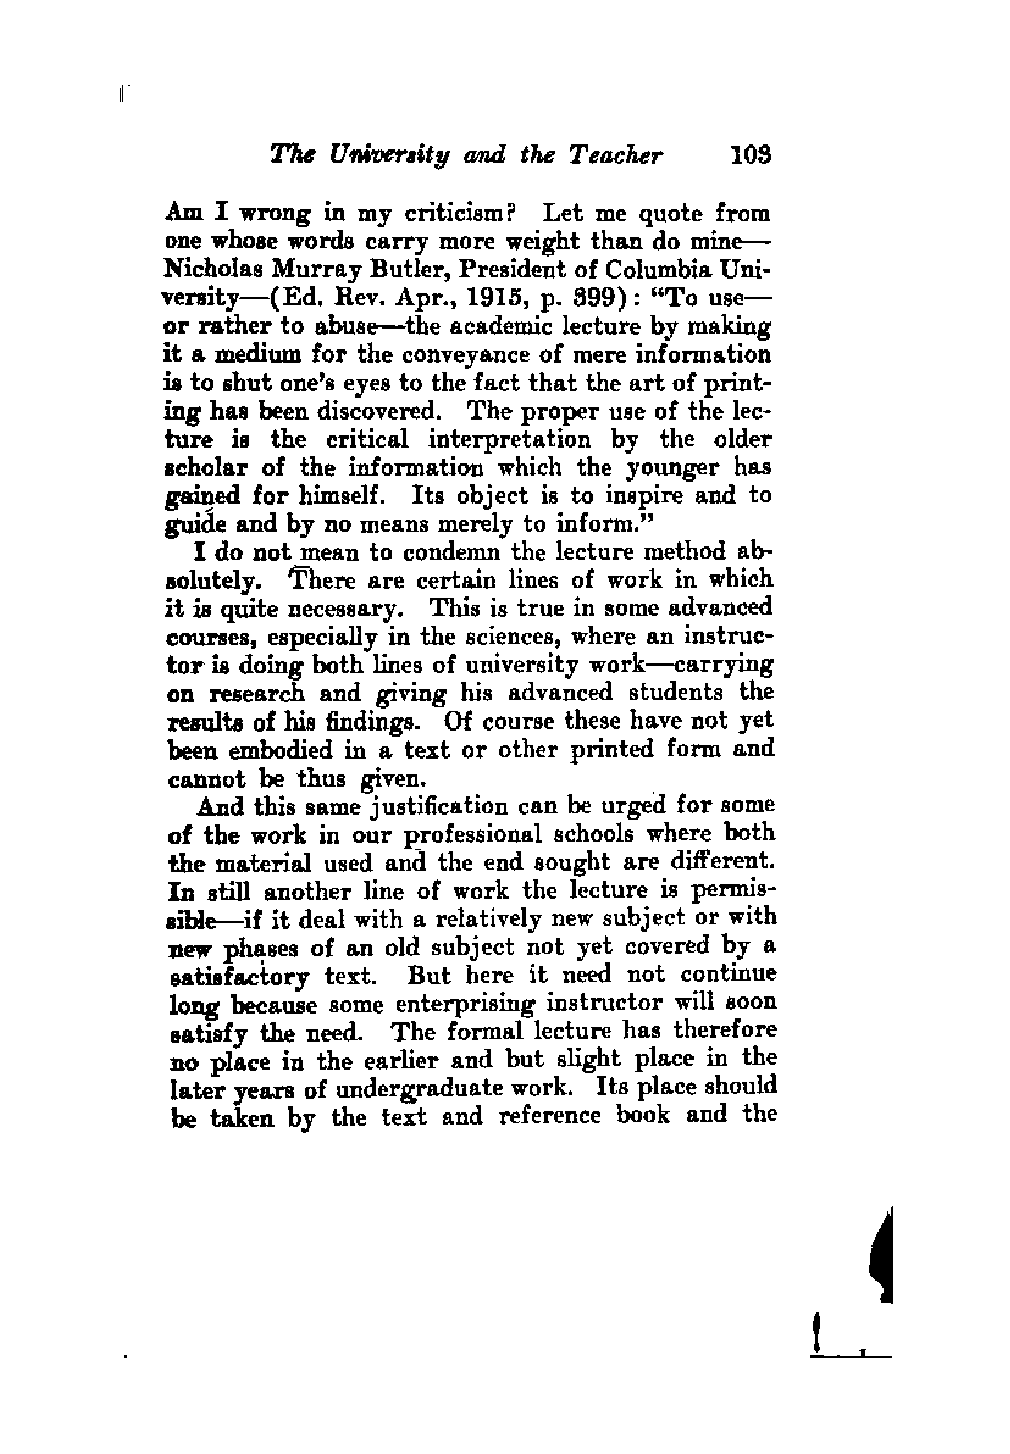 The University and the Teacher 103
Am I wrong in my criticism? Let me quote from
one whose words carry more weight than do mine—
Nicholas Murray Butler, President of Columbia Uni-
versity—(Ed. Rev. Apr., 1915, p. 399): “To use—
or rather to abuse—the academic lecture by making
it a medium for the conveyance of mere information
is to shut one's eyes to the fact that the art of print-
ing has been discovered. The proper use of the lec-
ture is the critical interpretation by the older
scholar of the information which the younger has
gained for himself. Its object is to inspire and to
guide and by no means merely to inform.”
I do not mean to condemn the lecture method ab-
solutely. There are certain lines of work in which
it is quite necessary. This is true in some advanced
courses, especially in the sciences, where an instruc-
tor is doing both lines of university work—carrying
on research and giving his advanced students the
results of his findings. Of course these have not yet
been embodied in a text or other printed form and
cannot be thus given.
And this same justification can be urged for some
of the work in our professional schools where both
the material used and the end sought are different.
In still another line of work the lecture is permis-
sible—if it deal with a relatively new subject or with
new phases of an old subject not yet covered by a
satisfactory text. But here it need not continue
long because some enterprising instructor will soon
satisfy the need. The formal lecture has therefore
no place in the earlier and but slight place in the
later years of undergraduate work. Its place should
be taken by the text and reference book and the